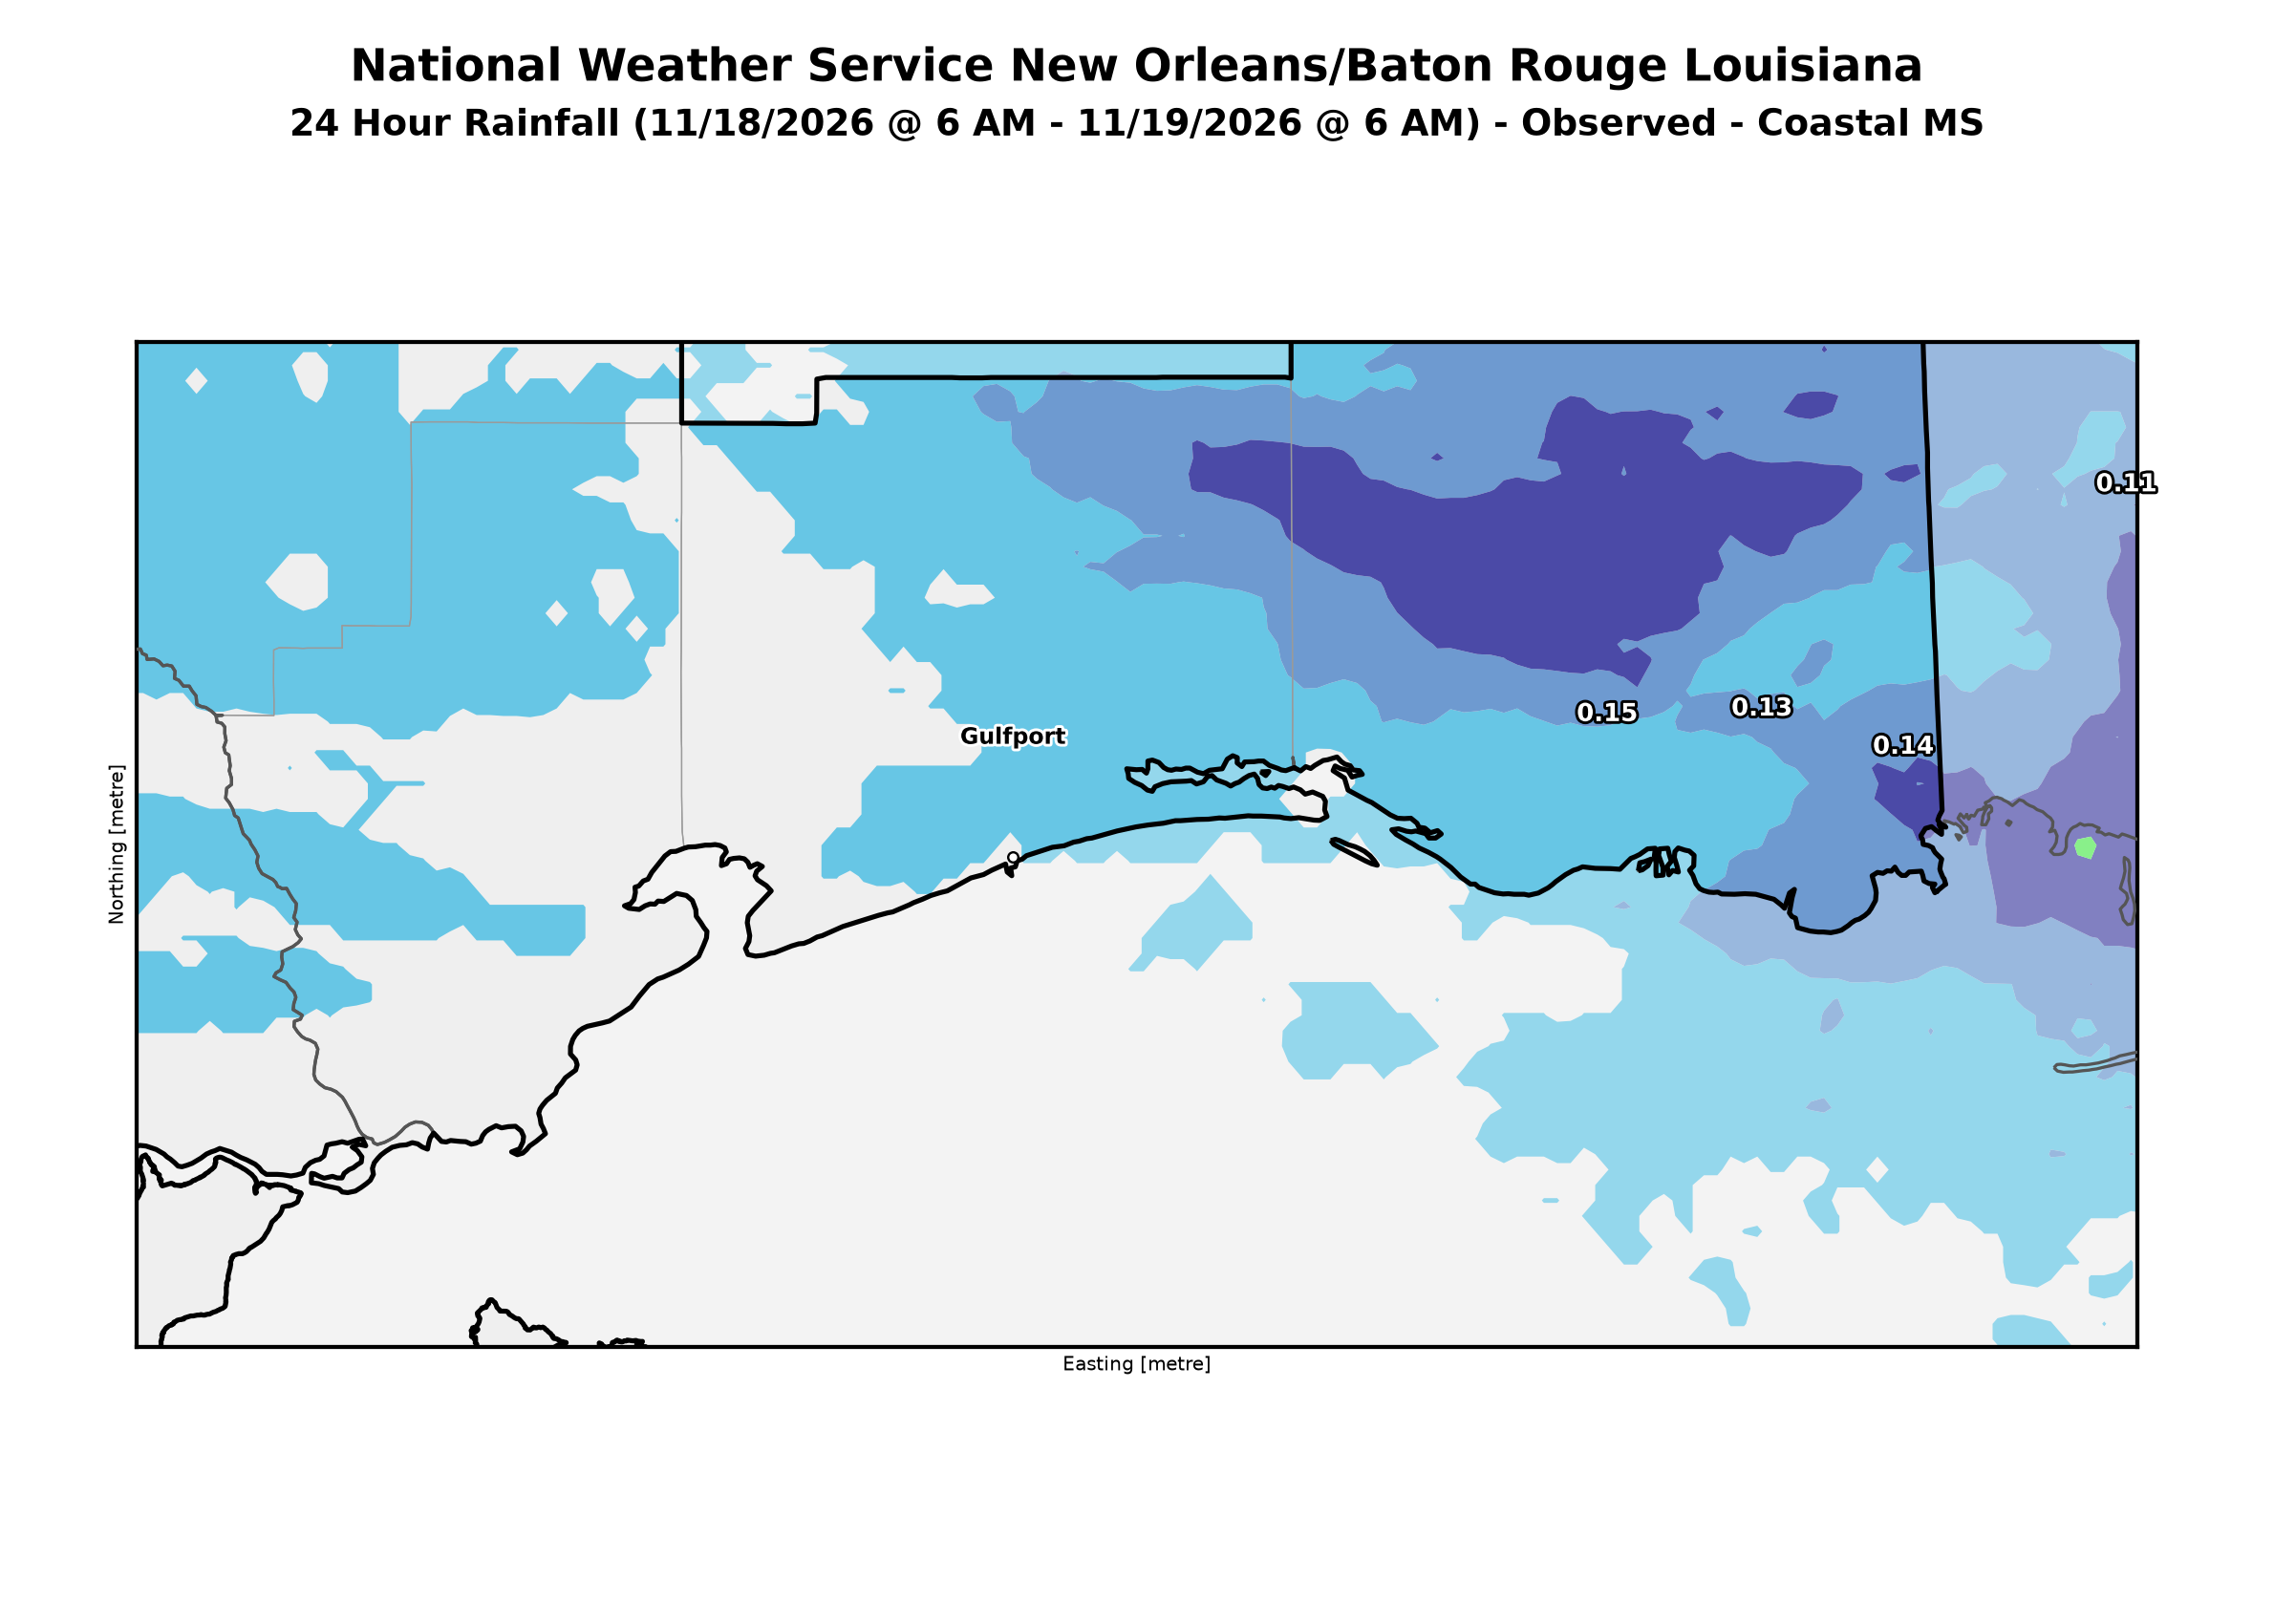 National Weather Service New Orleans/Baton Rouge Louisiana
24 Hour Rainfall (11/18/2026 @ 6 AM - 11/19/2026 @ 6 AM) - Observed - Coastal MS
0.11
0.15
0.13
Gulfport
0.14
Northing [metre]
Easting [metre]